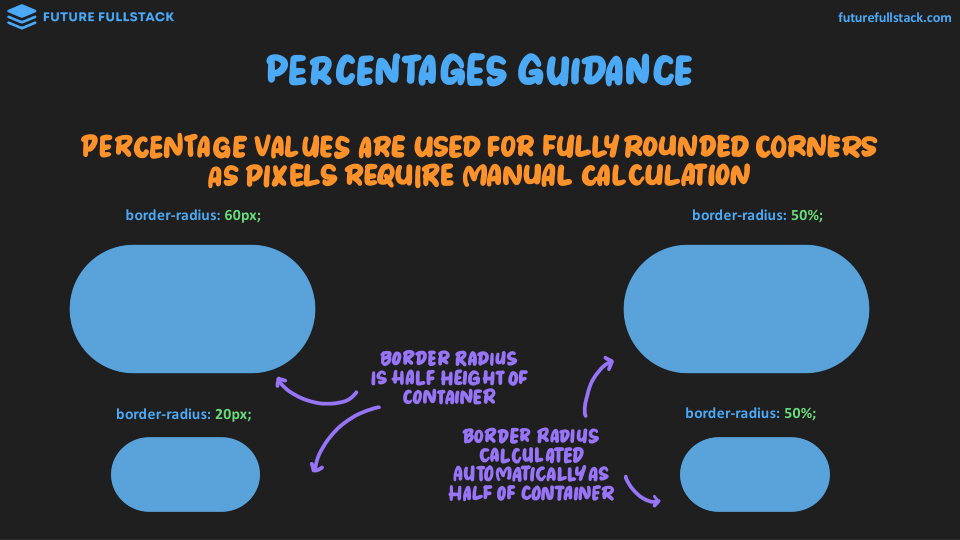 FUTURE FULLSTACK
futurefullstack.com
PERCENTAGES GUIDANCE
PERCENTAGE VALUES ARE USED FOR FULLY ROUNDED CORNERS
AS PIXELS REQUIRE MANUAL CALCULATION
border-radius: 60px;
border-radius: 50%;
BORDER RADIUS
IS HALF HEIGHT OF
CONTAINER
border-radius: 20px;
border-radius: 50%;
BORDER RADIUS
CALCULATED
AUTOMATICALLY AS
HALF OF CONTAINER